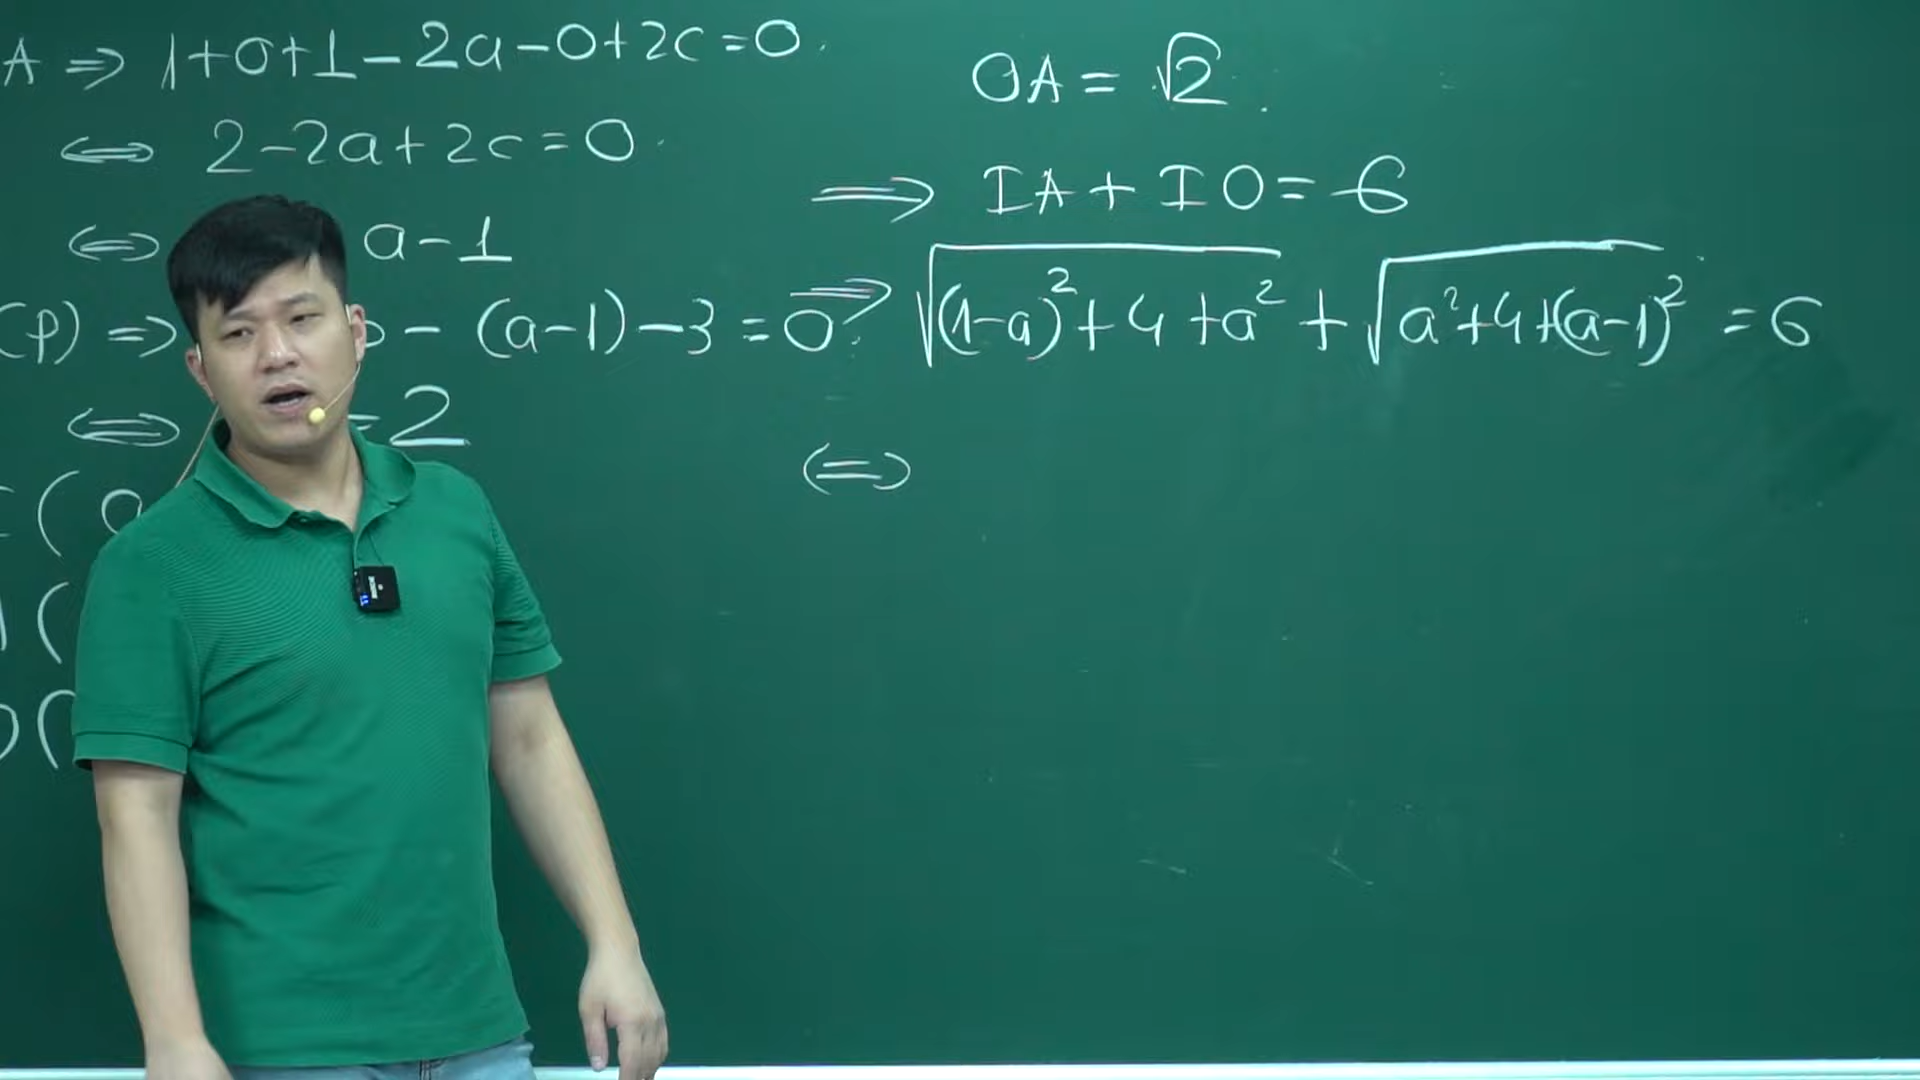 A ⇒ 1+0+1-2a-0+2c=0.
⇔ 2-2a+2c=0.
⇔ a-1
(P) ⇒ - (a-1)-3=0.
⇔ =2
= ( a
(
(
OA = √2.
⇒ IA + IO = 6
⇒ √((1-a)²+4+a²) + √(a²+4+(a-1)²) = 6
⇔